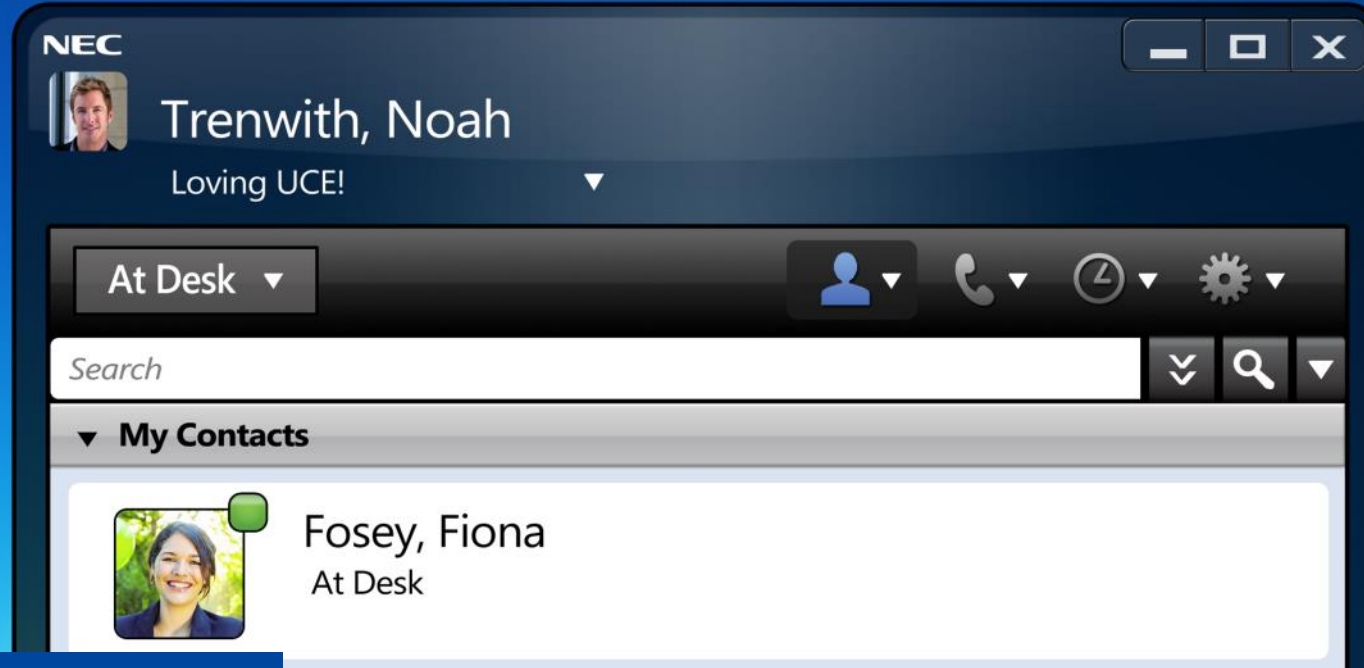 NEC
Trenwith, Noah
Loving UCE!
At Desk
Search
My Contacts
Fosey, Fiona
At Desk